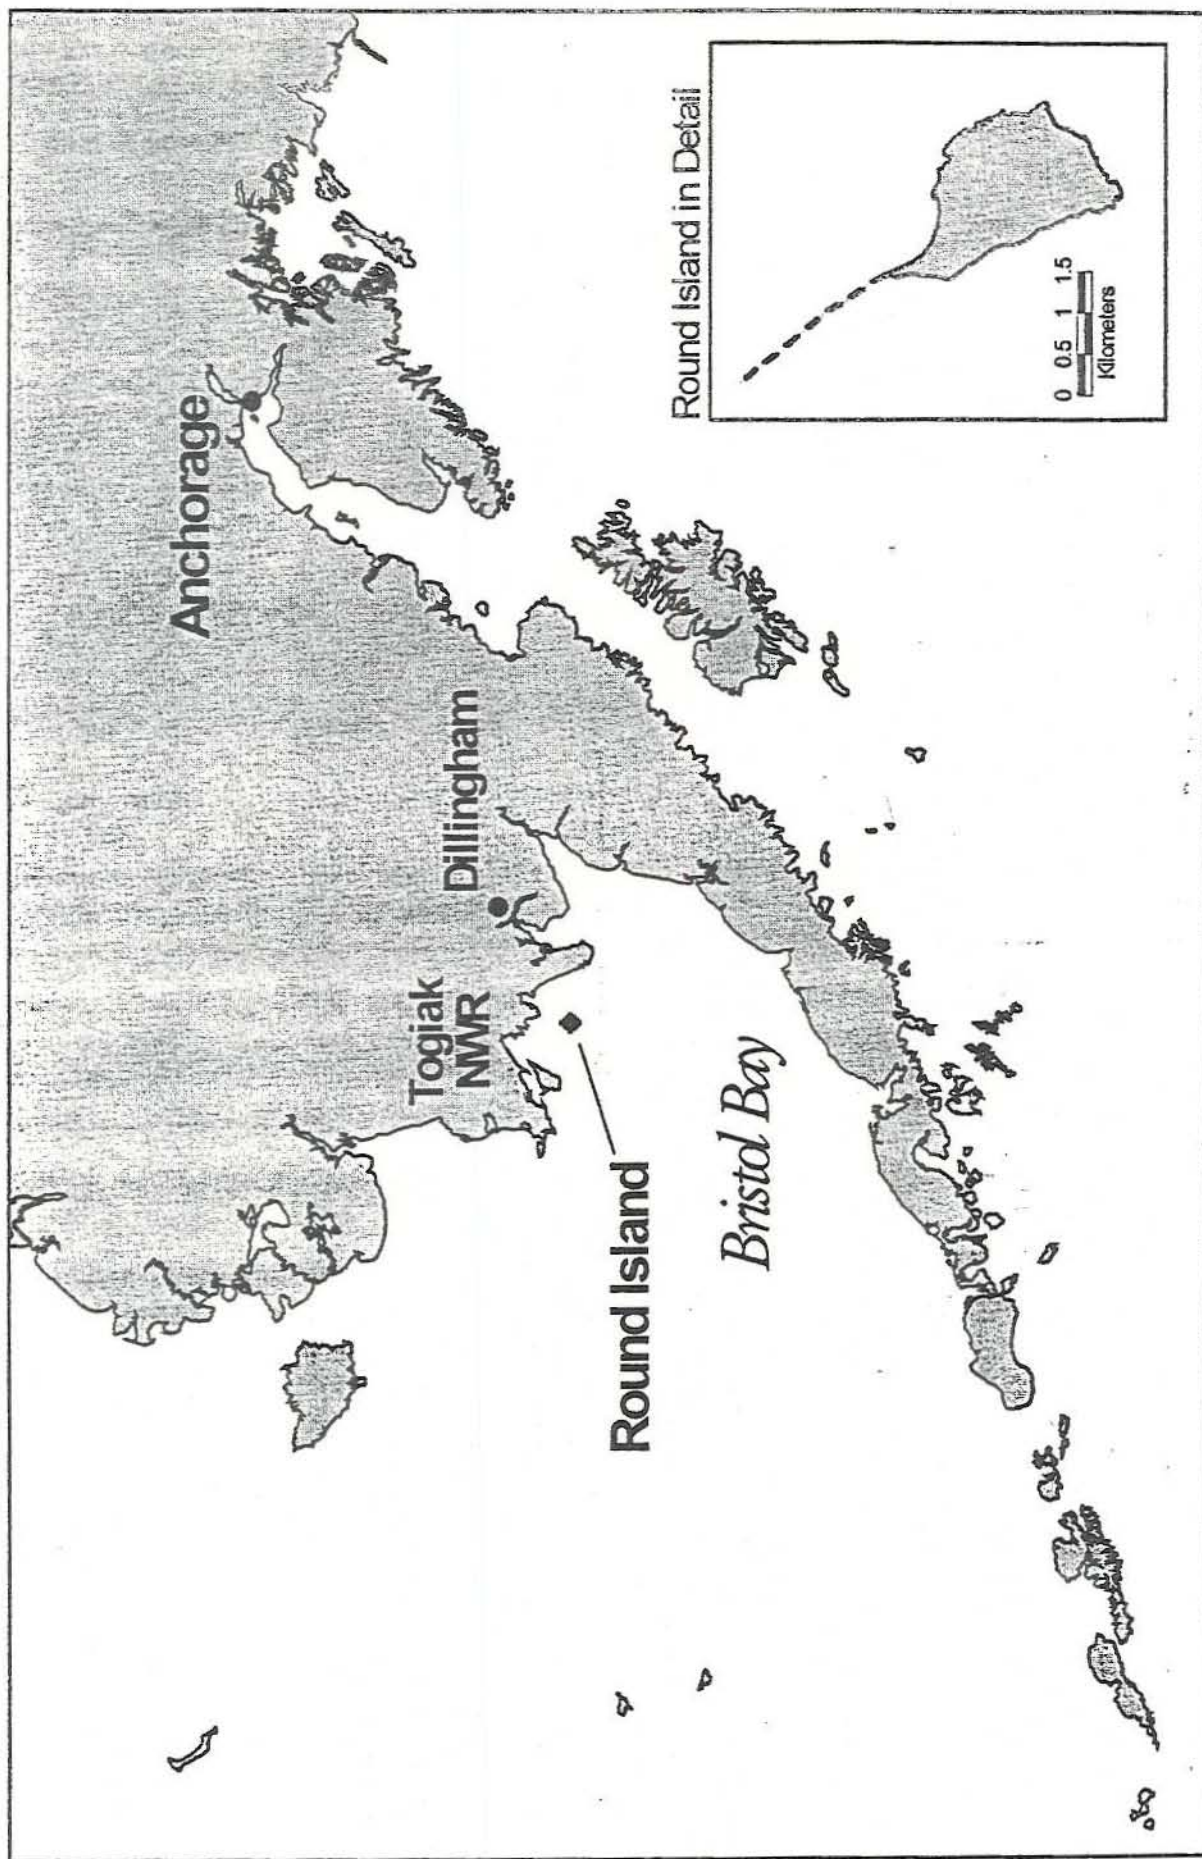 Anchorage
Dillingham
Togiak
NWR
Round Island
Bristol Bay
Round Island in Detail
0 0.5 1 1.5
Kilometers